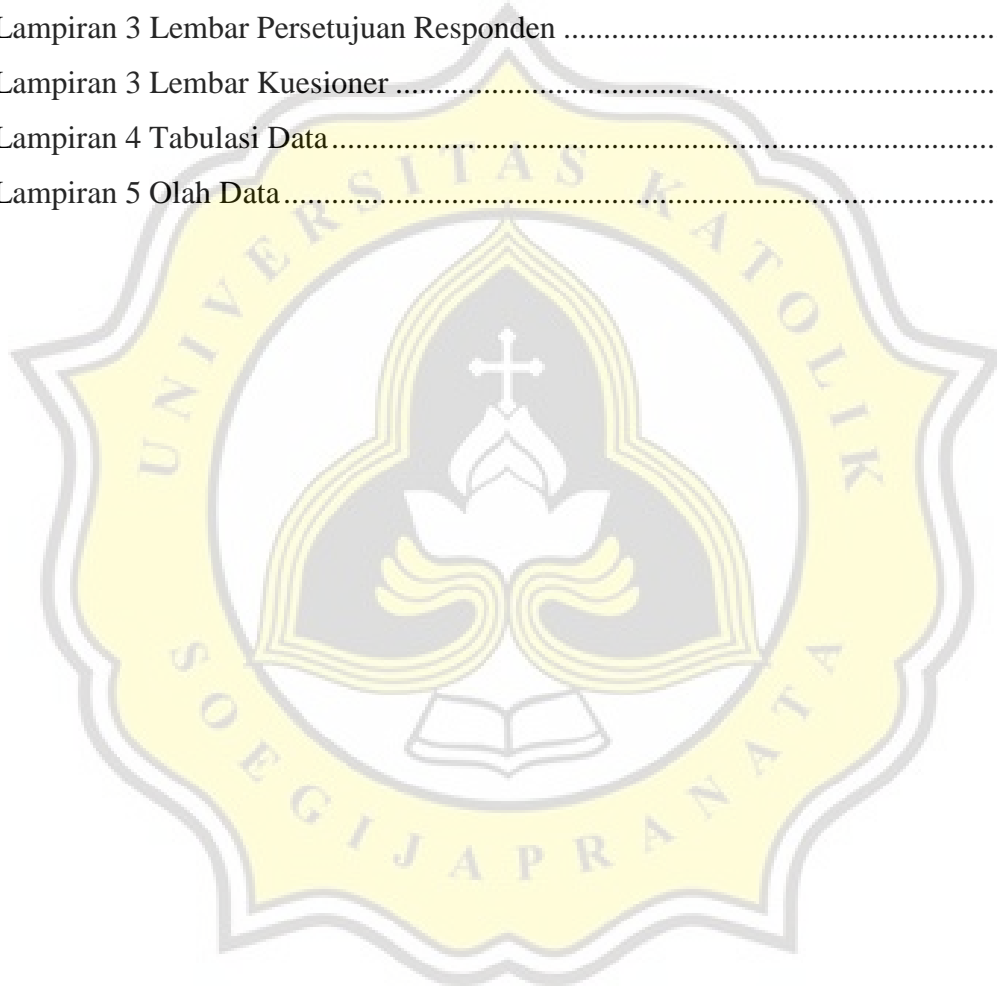 Lampiran 3 Lembar Persetujuan Responden ......................................................
Lampiran 3 Lembar Kuesioner ...........................................................................
Lampiran 4 Tabulasi Data...................................................................................
Lampiran 5 Olah Data.........................................................................................
UNIVERSITAS KATOLIK
SOEGIJAPRANATA